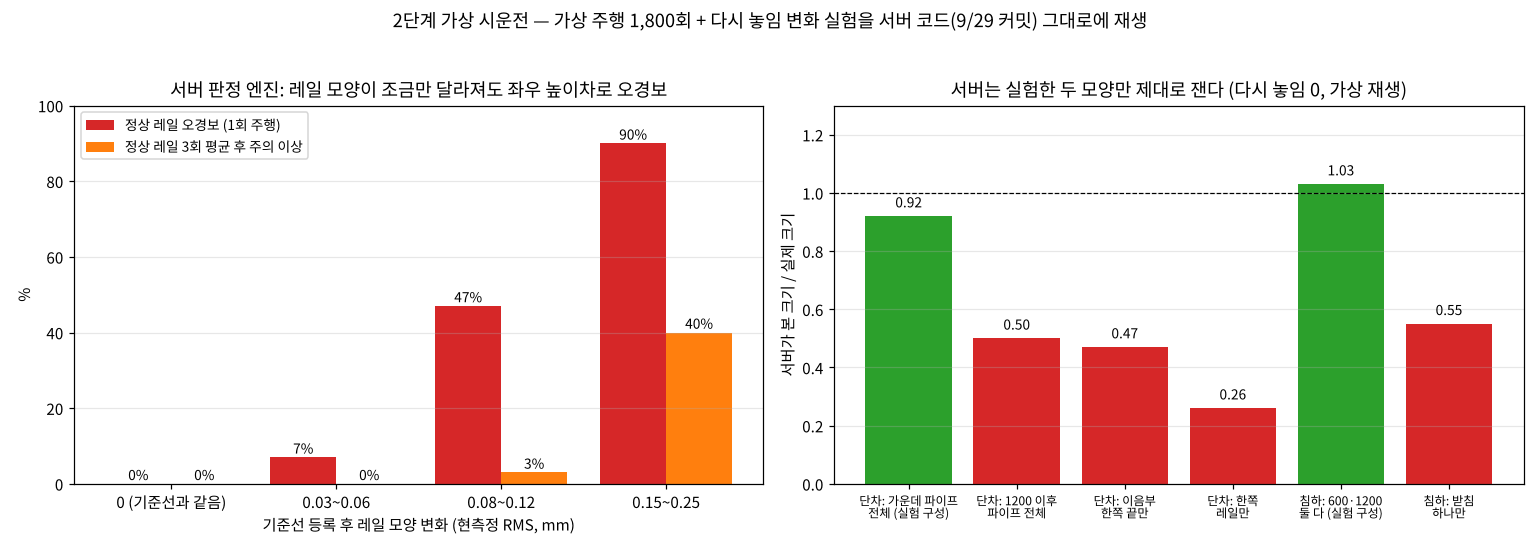 2단계 가상 시운전 — 가상 주행 1,800회 + 다시 놓임 변화 실험을 서버 코드(9/29 커밋) 그대로에 재생
서버 판정 엔진: 레일 모양이 조금만 달라져도 좌우 높이차로 오경보
100
80
60
40
20
0
%
정상 레일 오경보 (1회 주행)
정상 레일 3회 평균 후 주의 이상
0%
0%
7%
0%
47%
3%
90%
40%
0 (기준선과 같음)
0.03~0.06
0.08~0.12
0.15~0.25
기준선 등록 후 레일 모양 변화 (현측정 RMS, mm)
서버는 실험한 두 모양만 제대로 잰다 (다시 놓임 0, 가상 재생)
1.2
1.0
0.8
0.6
0.4
0.2
0.0
서버가 본 크기 / 실제 크기
0.92
0.50
0.47
0.26
1.03
0.55
단차: 가운데 파이프
전체 (실험 구성)
단차: 1200 이후
파이프 전체
단차: 이음부
한쪽 끝만
단차: 한쪽
레일만
침하: 600·1200
둘 다 (실험 구성)
침하: 받침
하나만